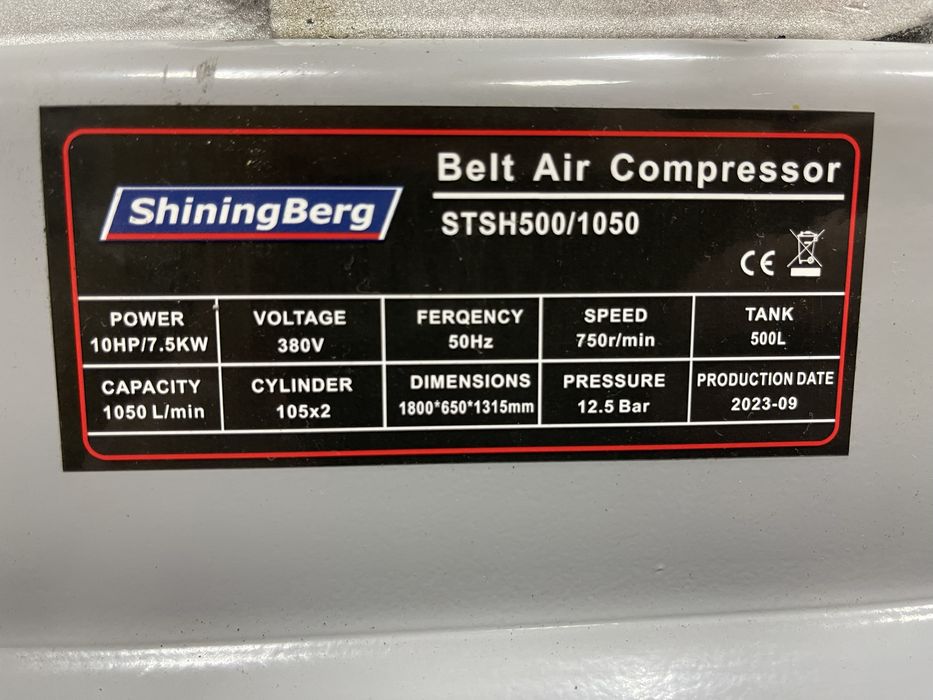 ShiningBerg
Belt Air Compressor
STSH500/1050
CE
POWER
10HP/7.5KW
VOLTAGE
380V
FERQENCY
50Hz
SPEED
750r/min
TANK
500L
CAPACITY
1050 L/min
CYLINDER
105x2
DIMENSIONS
1800*650*1315mm
PRESSURE
12.5 Bar
PRODUCTION DATE
2023-09